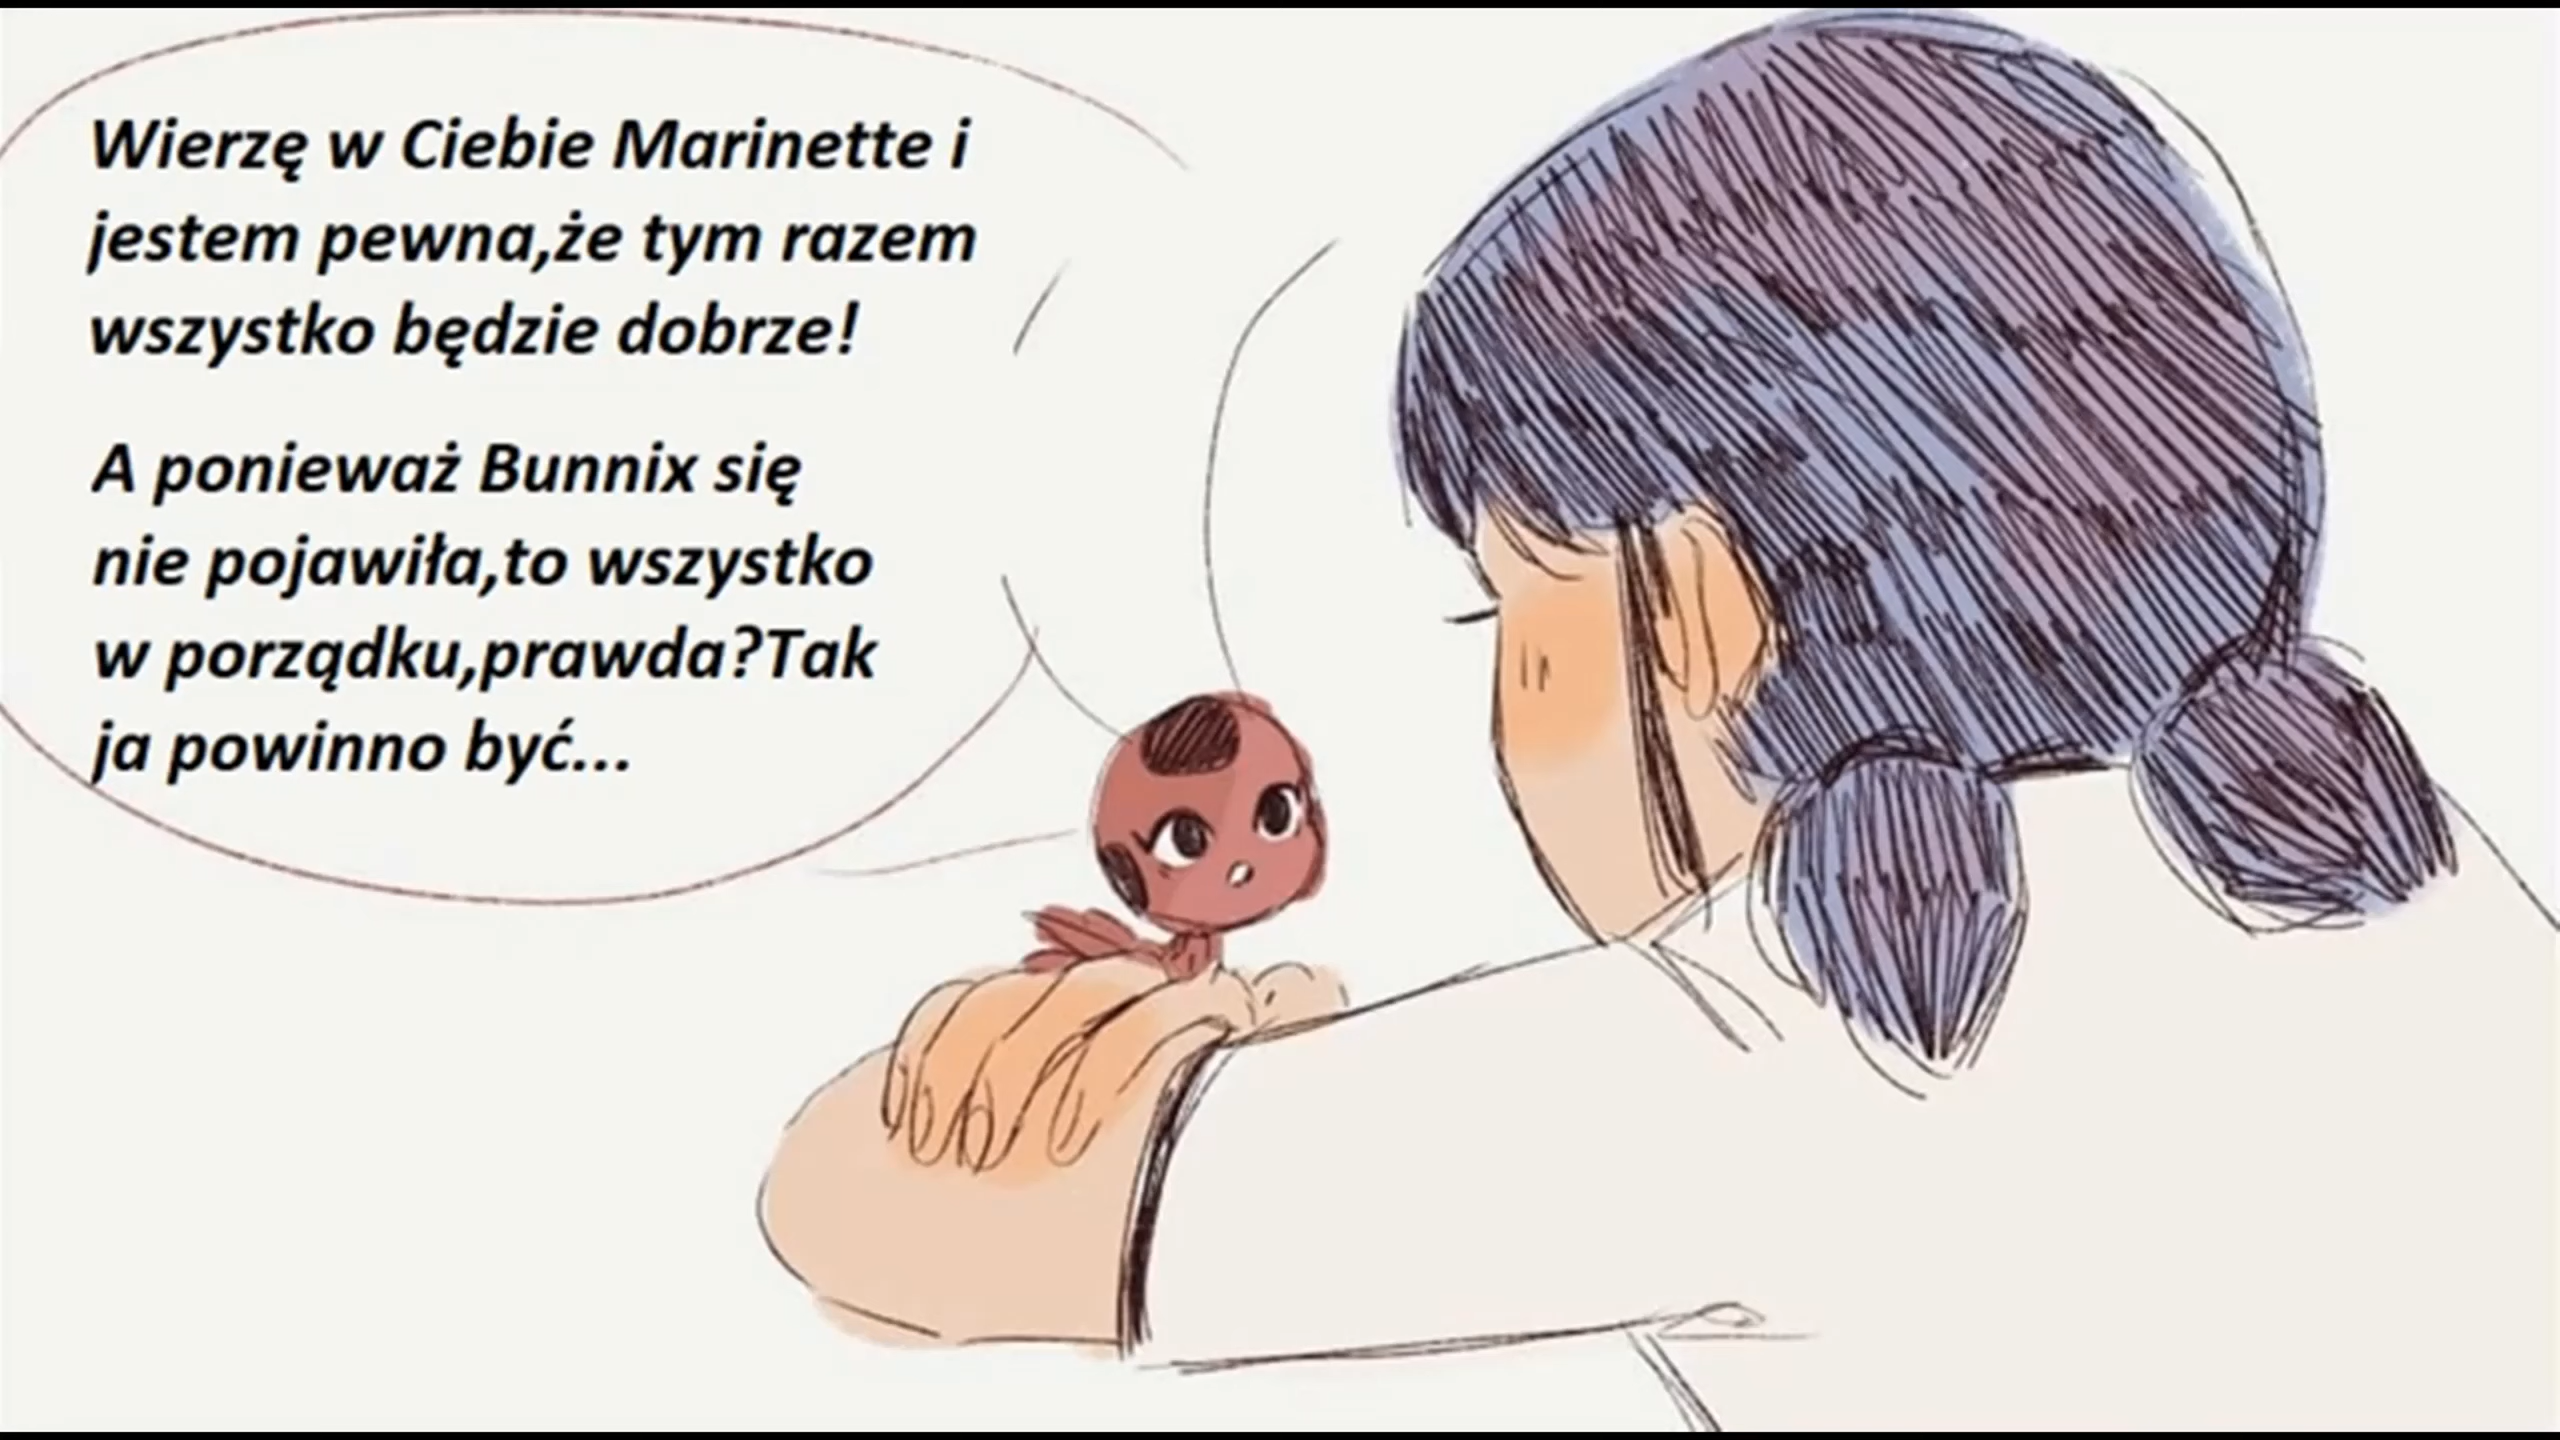 Wierzę w Ciebie Marinette i
jestem pewna,że tym razem
wszystko będzie dobrze!
A ponieważ Bunnix się
nie pojawiła,to wszystko
w porządku,prawda?Tak
ja powinno być...